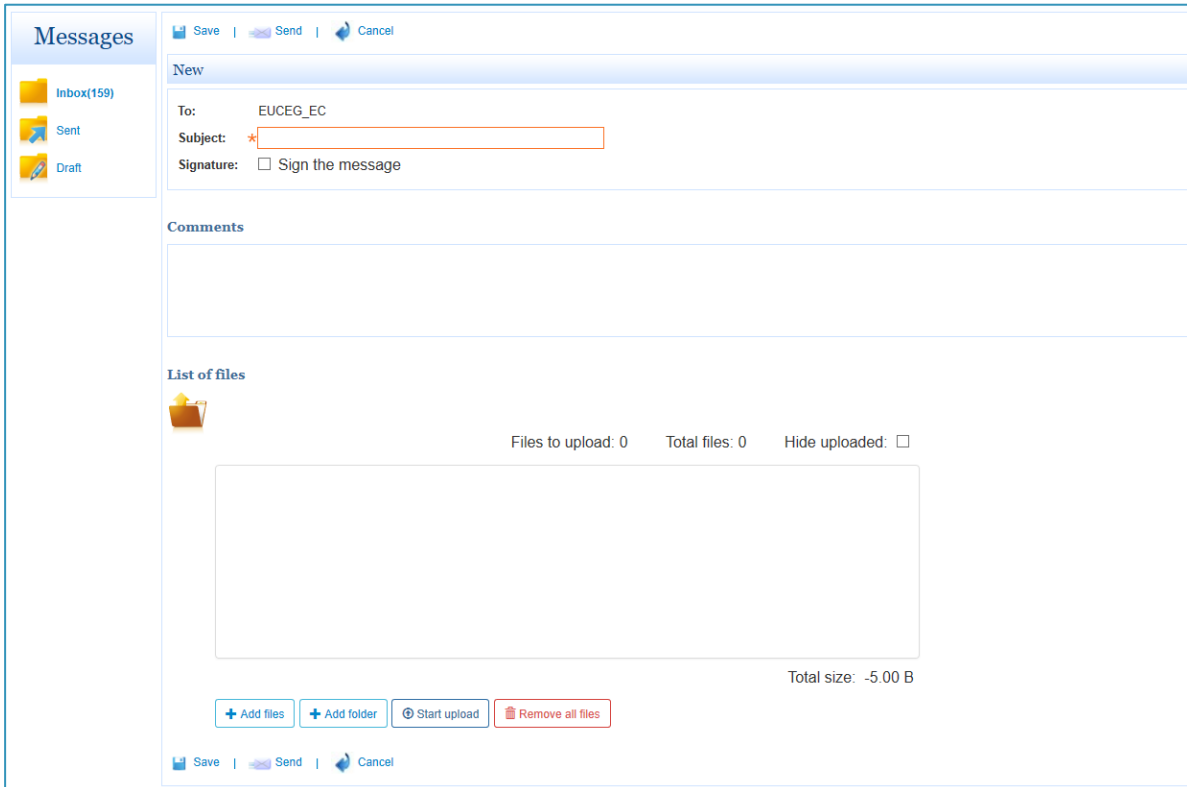 Messages
Inbox(159)
Sent
Draft
Save | Send | Cancel
New
To: EUCEG_EC
Subject: *
Signature: Sign the message
Comments
List of files
Files to upload: 0 Total files: 0 Hide uploaded:
Total size: -5.00 B
+ Add files + Add folder Start upload Remove all files
Save | Send | Cancel